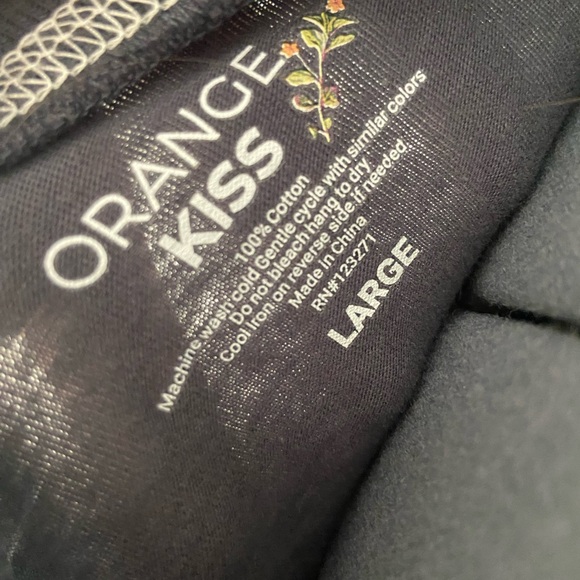 ORANGE
KISS
100% Cotton
Machine wash cold Gentle cycle with similar colors
Do not bleach hang to dry
Cool iron on reverse side if needed.
Made in China
RN#123271
LARGE